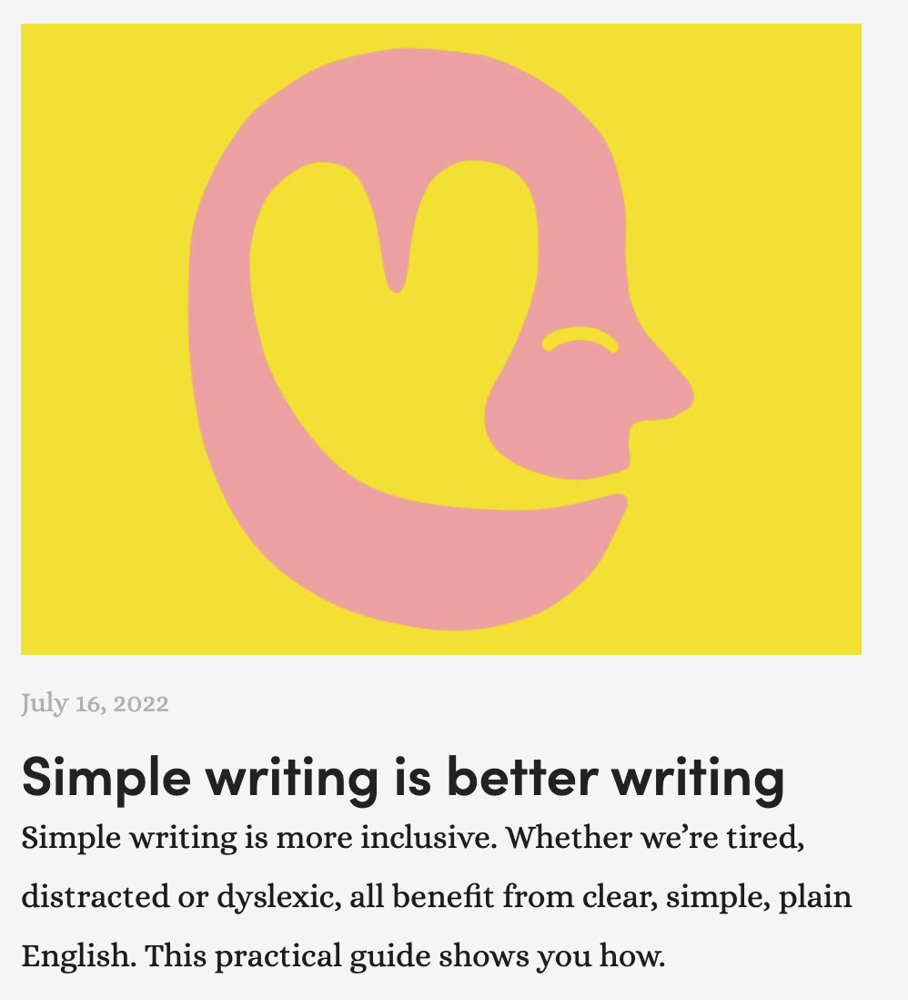 July 16, 2022
Simple writing is better writing
Simple writing is more inclusive. Whether we’re tired,
distracted or dyslexic, all benefit from clear, simple, plain
English. This practical guide shows you how.